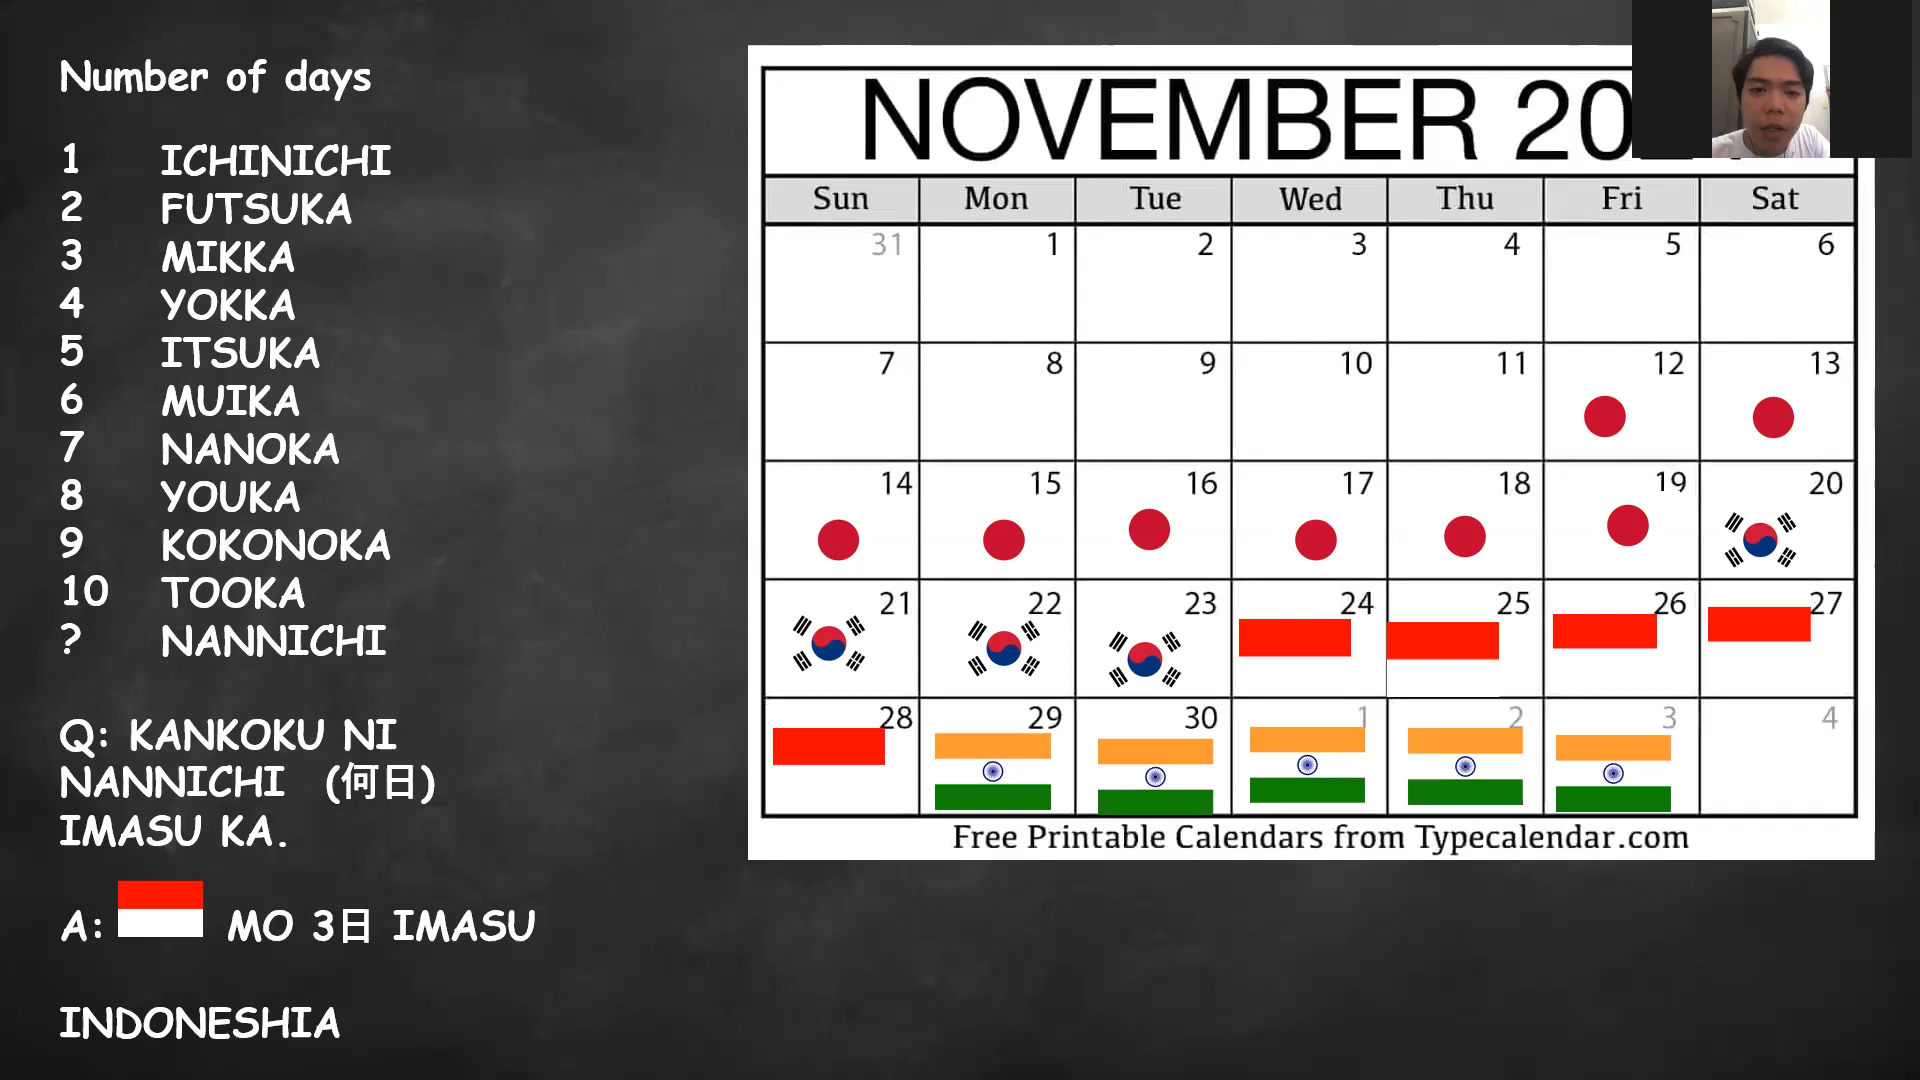 Number of days
1 ICHINICHI
2 FUTSUKA
3 MIKKA
4 YOKKA
5 ITSUKA
6 MUIKA
7 NANOKA
8 YOUKA
9 KOKONOKA
10 TOOKA
? NANNICHI
Q: KANKOKU NI
NANNICHI (何日)
IMASU KA.
A: MO 3日 IMASU
INDONESHIA
NOVEMBER
Sun Mon Tue Wed Thu Fri Sat
31 1 2 3 4 5 6
7 8 9 10 11 12 13
14 15 16 17 18 19 20
21 22 23 24 25 26 27
28 29 30 1 2 3 4
Free Printable Calendars from Typecalendar.com